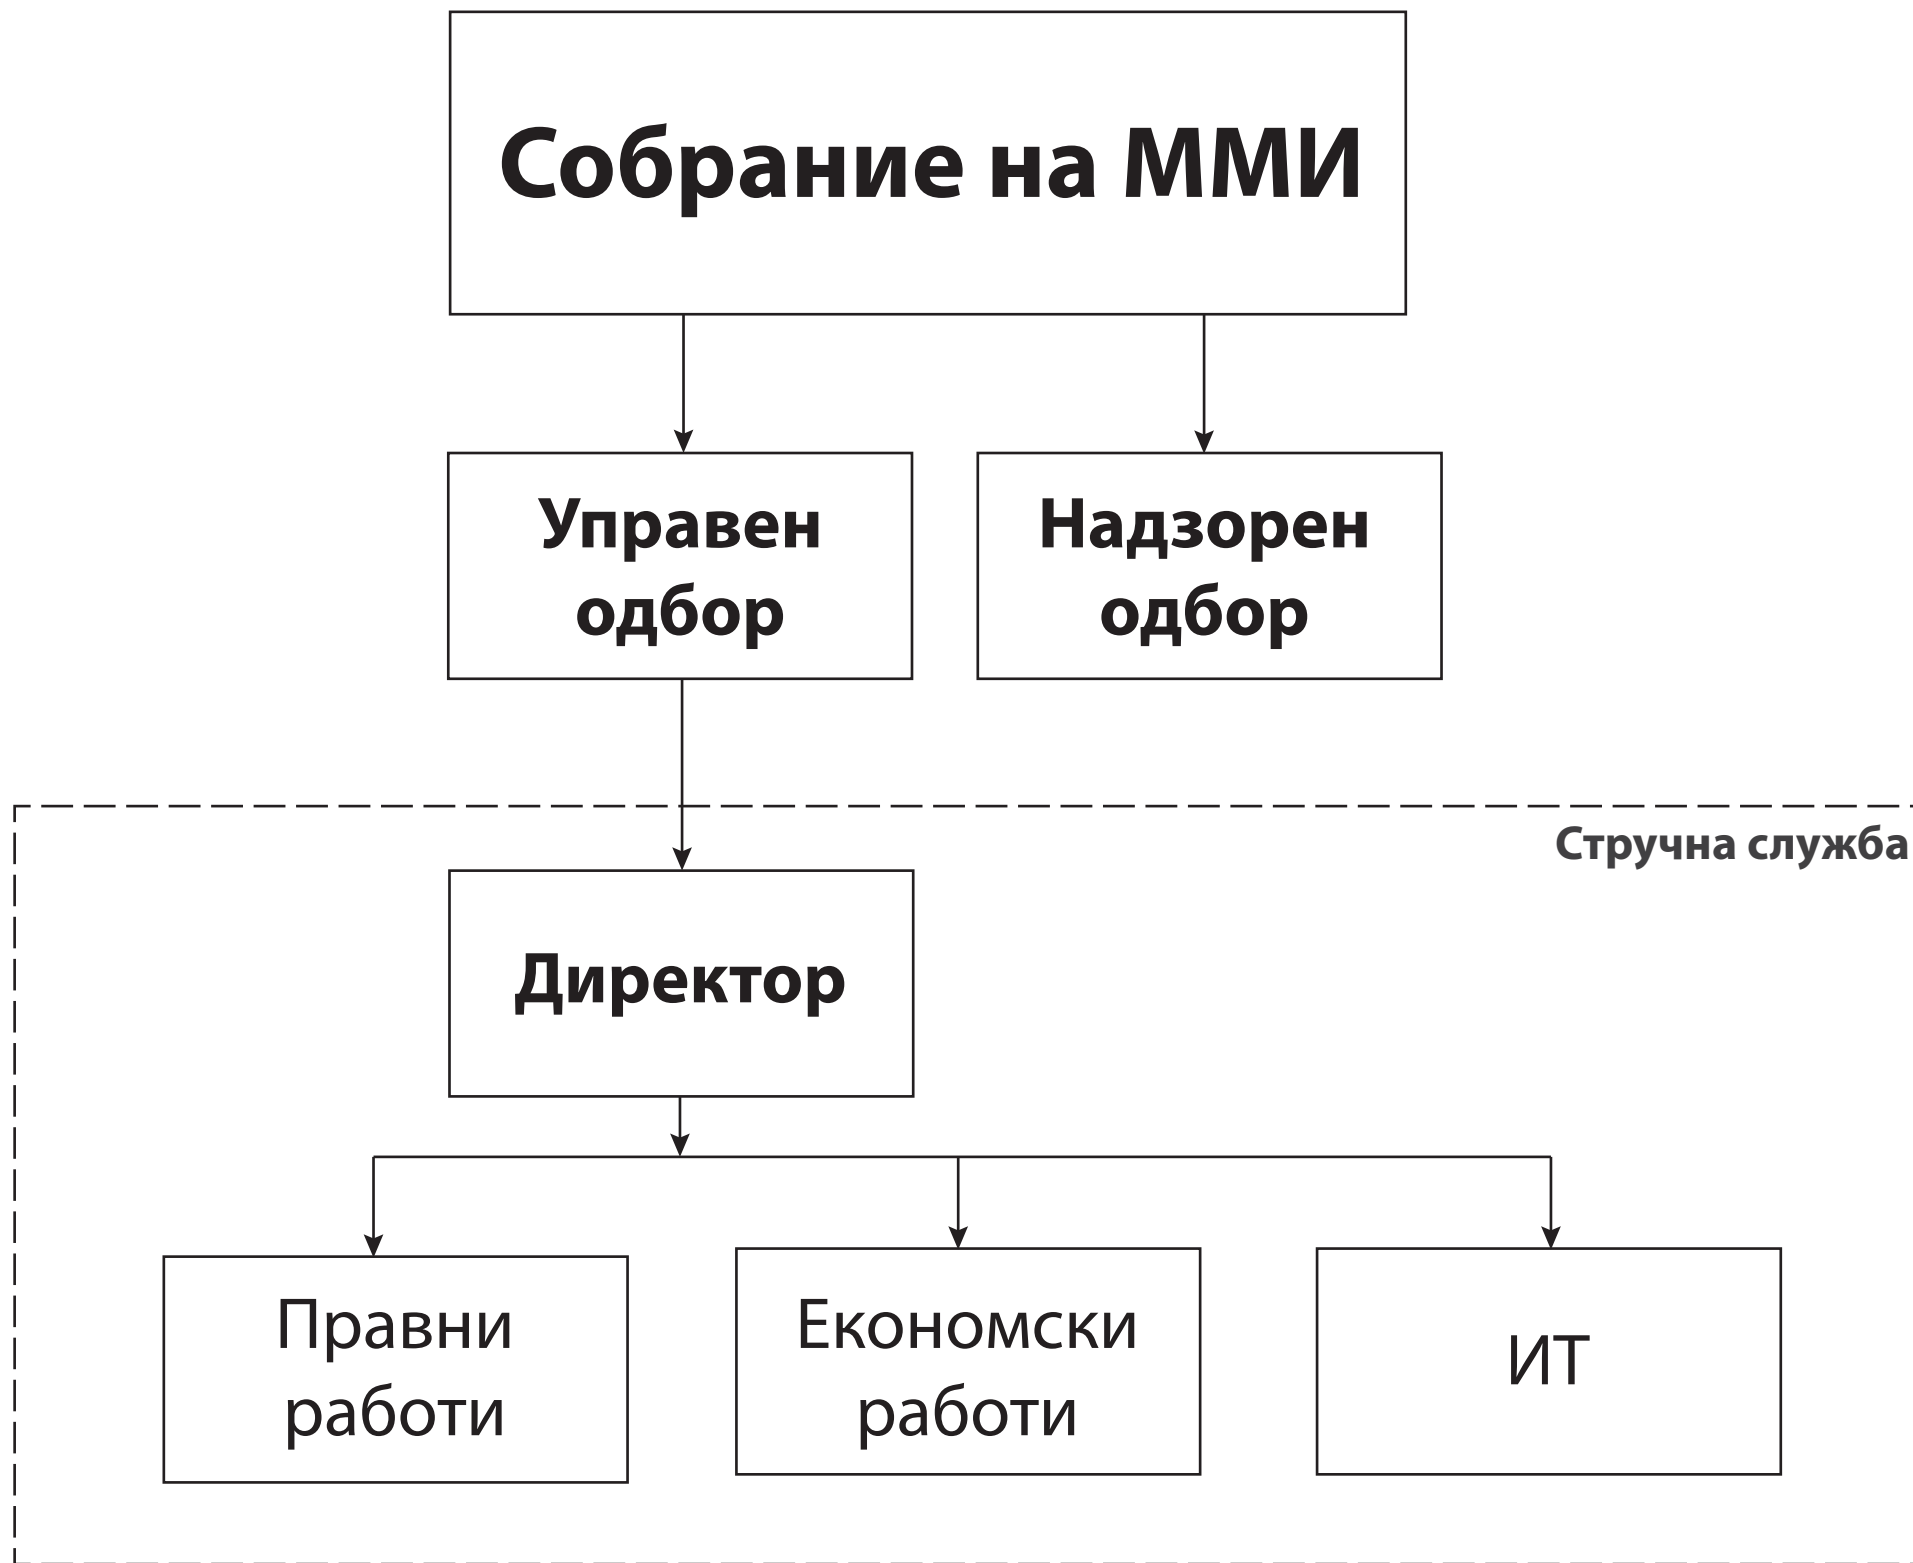 Собрание на ММИ
Управен
одбор
Надзорен
одбор
Стручна служба
Директор
Правни
работи
Економски
работи
ИТ